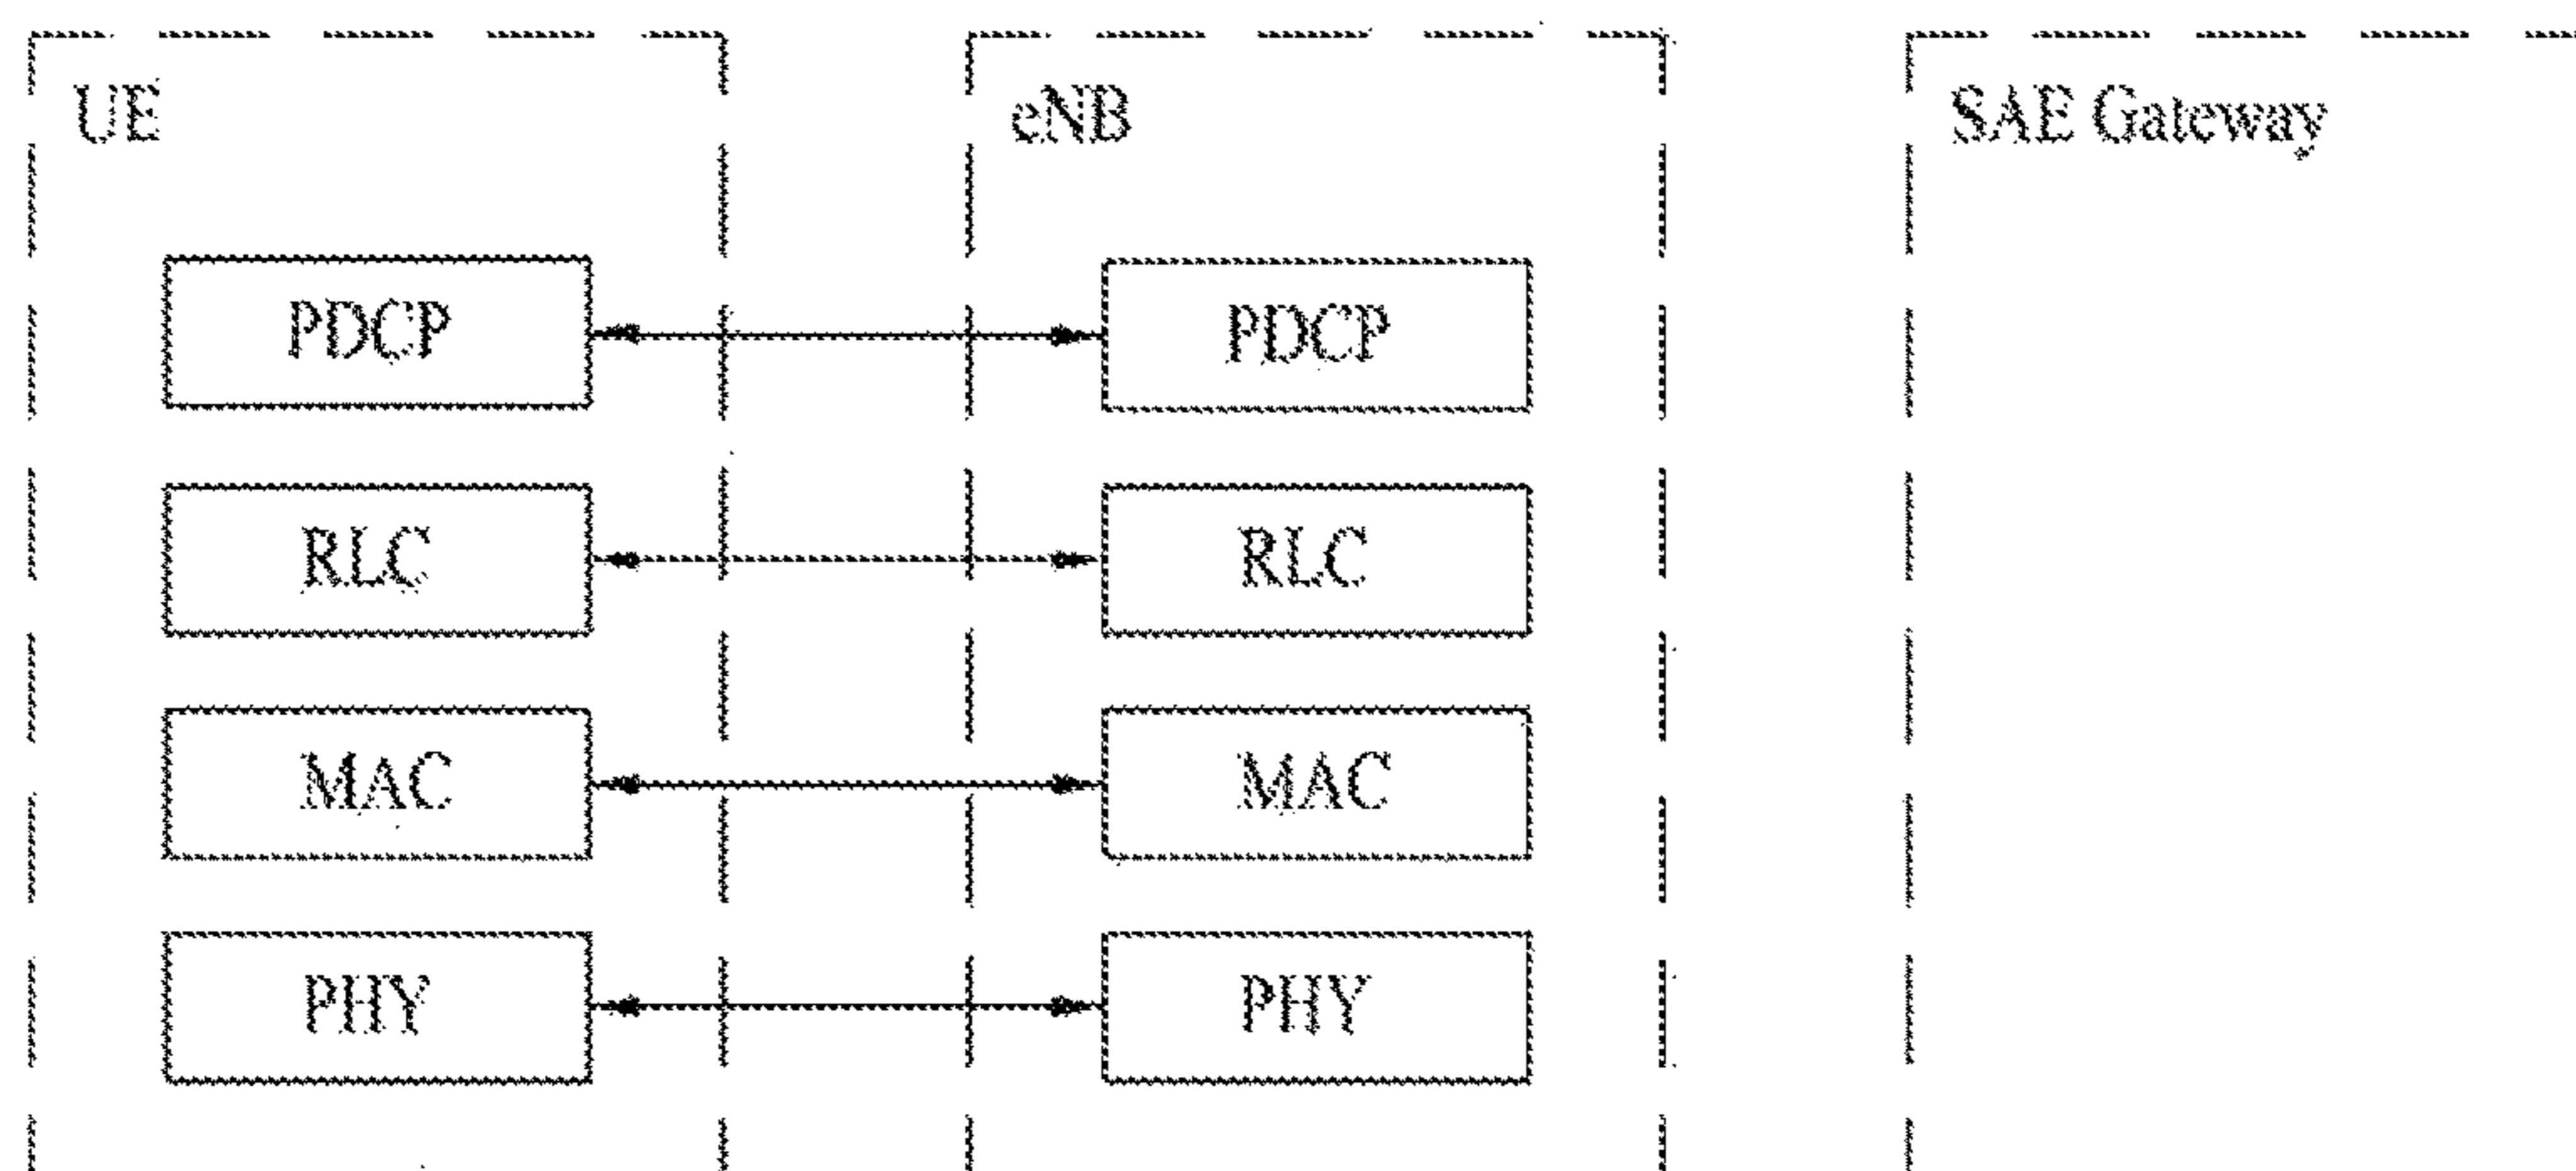 UE eNB SAE Gateway
PDCP PDCP
RLC RLC
MAC MAC
PHY PHY